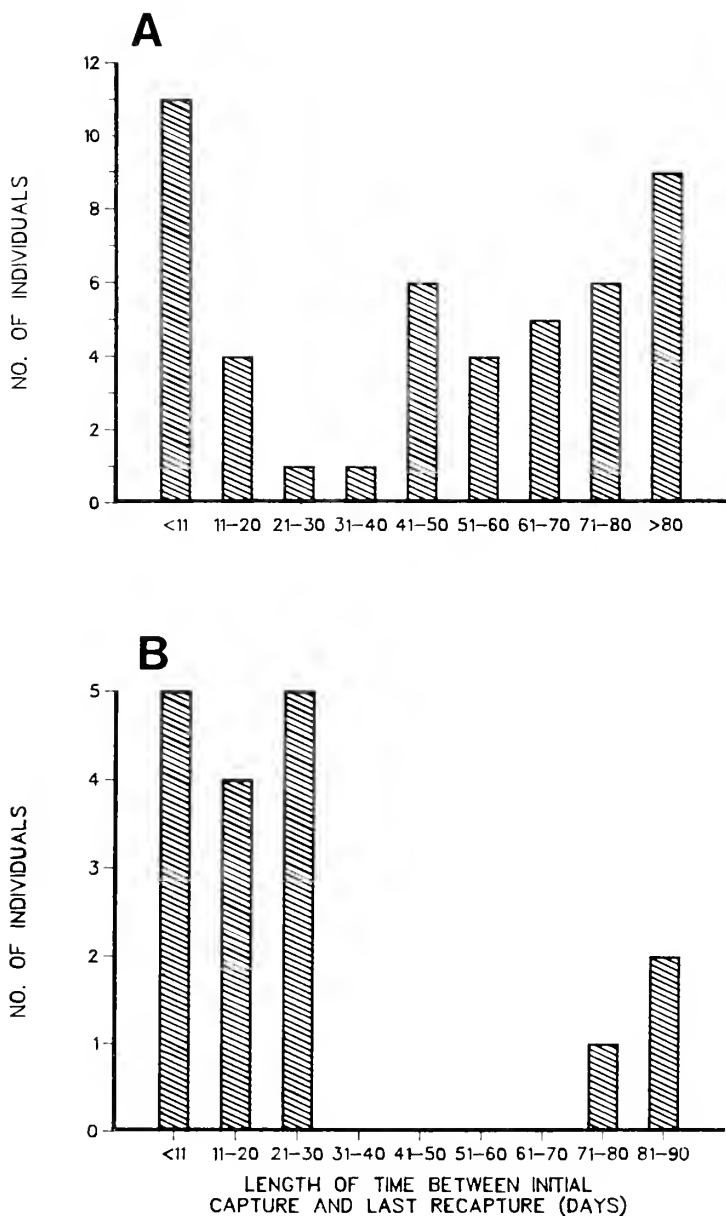 A
NO. OF INDIVIDUALS
12
10
8
6
4
2
0
<11 11-20 21-30 31-40 41-50 51-60 61-70 71-80 >80
B
NO. OF INDIVIDUALS
5
4
3
2
1
0
<11 11-20 21-30 31-40 41-50 51-60 61-70 71-80 81-90
LENGTH OF TIME BETWEEN INITIAL
CAPTURE AND LAST RECAPTURE (DAYS)